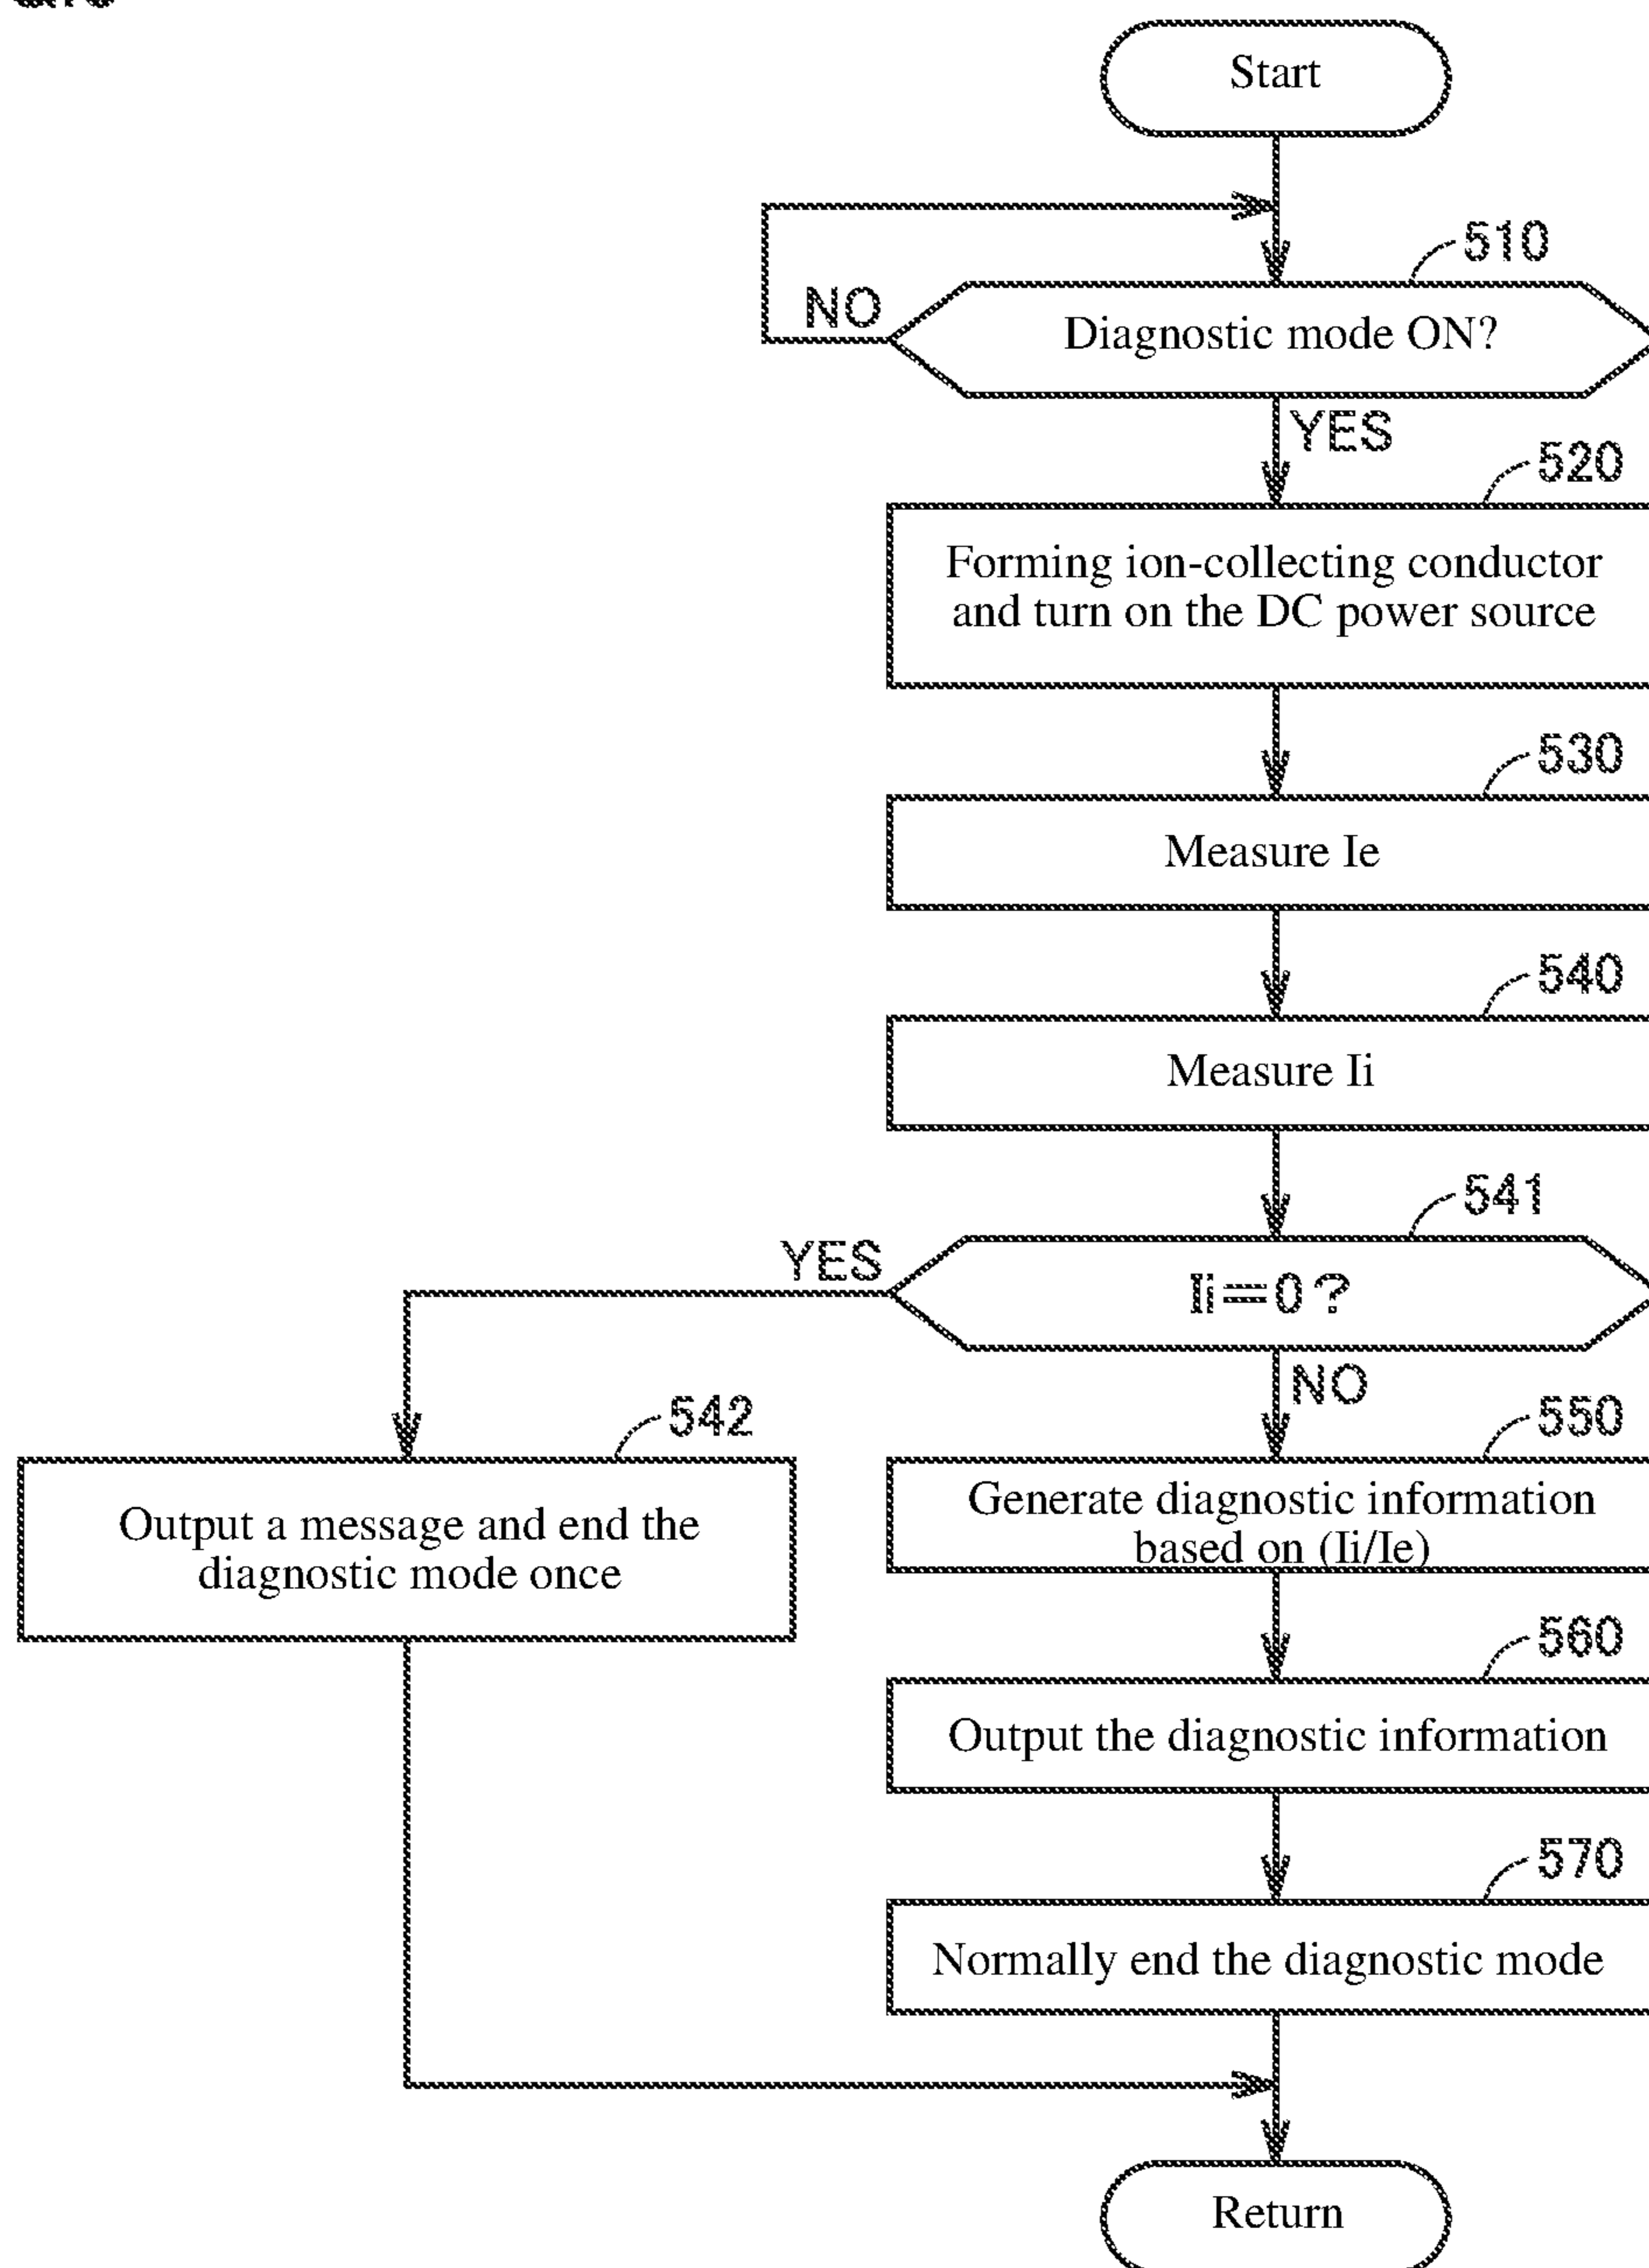 Start
510
NO
Diagnostic mode ON?
YES
520
Forming ion-collecting conductor
and turn on the DC power source
530
Measure Ie
540
Measure Ii
541
YES
Ii=0?
NO
542
550
Output a message and end the
diagnostic mode once
Generate diagnostic information
based on (Ii/Ie)
560
Output the diagnostic information
570
Normally end the diagnostic mode
Return